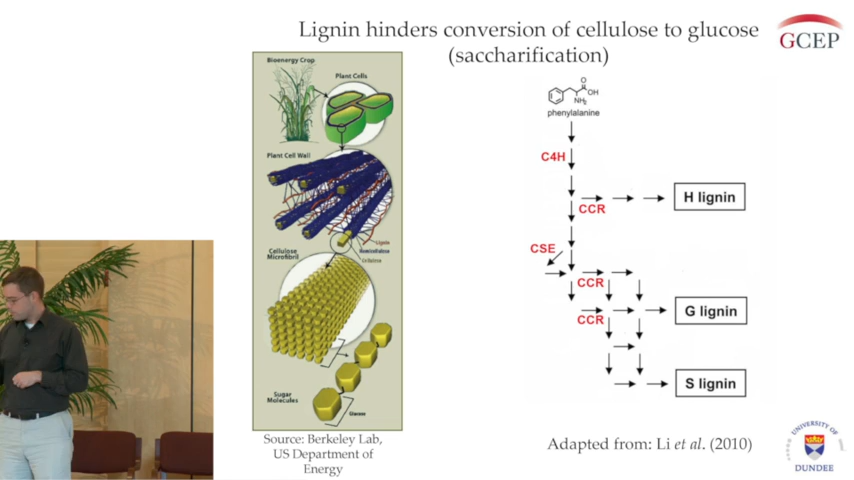 Lignin hinders conversion of cellulose to glucose
(saccharification)
GCEP
Bioenergy Crop
Plant Cells
Plant Cell Wall
Lignin
Hemicellulose
Cellulose
Cellulose
Microfibril
Sugar
Molecules
Glucose
Source: Berkeley Lab,
US Department of
Energy
O
OH
NH2
phenylalanine
C4H
CCR
H lignin
CSE
CCR
CCR
G lignin
S lignin
Adapted from: Li et al. (2010)
UNIVERSITY OF
DUNDEE